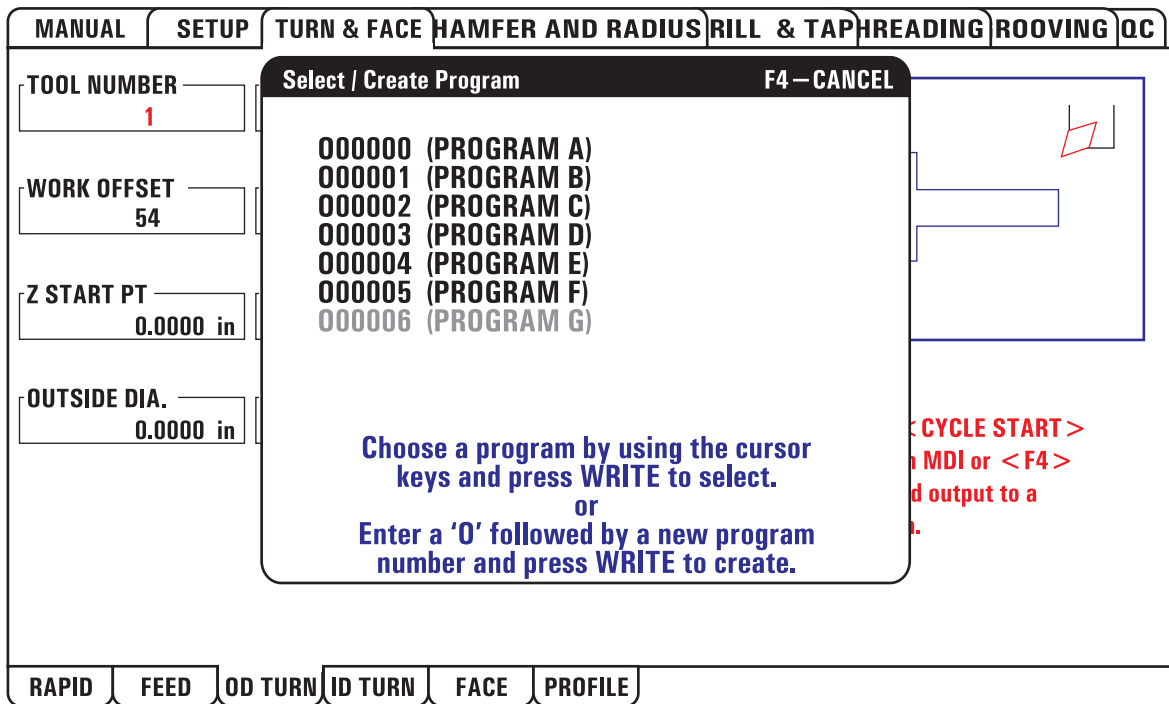 MANUAL SETUP TURN & FACE HAMFER AND RADIUS RILL & TAP HREADING ROOVING QC
Select / Create Program F4—CANCEL
TOOL NUMBER
1
O00000 (PROGRAM A)
O00001 (PROGRAM B)
WORK OFFSET
54
O00002 (PROGRAM C)
O00003 (PROGRAM D)
O00004 (PROGRAM E)
O00005 (PROGRAM F)
O00006 (PROGRAM G)
Z START PT
0.0000 in
OUTSIDE DIA.
0.0000 in
Choose a program by using the cursor
keys and press WRITE to select.
or
Enter a ‘O’ followed by a new program
number and press WRITE to create.
<CYCLE START>
MDI or <F4>
d output to a
RAPID FEED OD TURN ID TURN FACE PROFILE